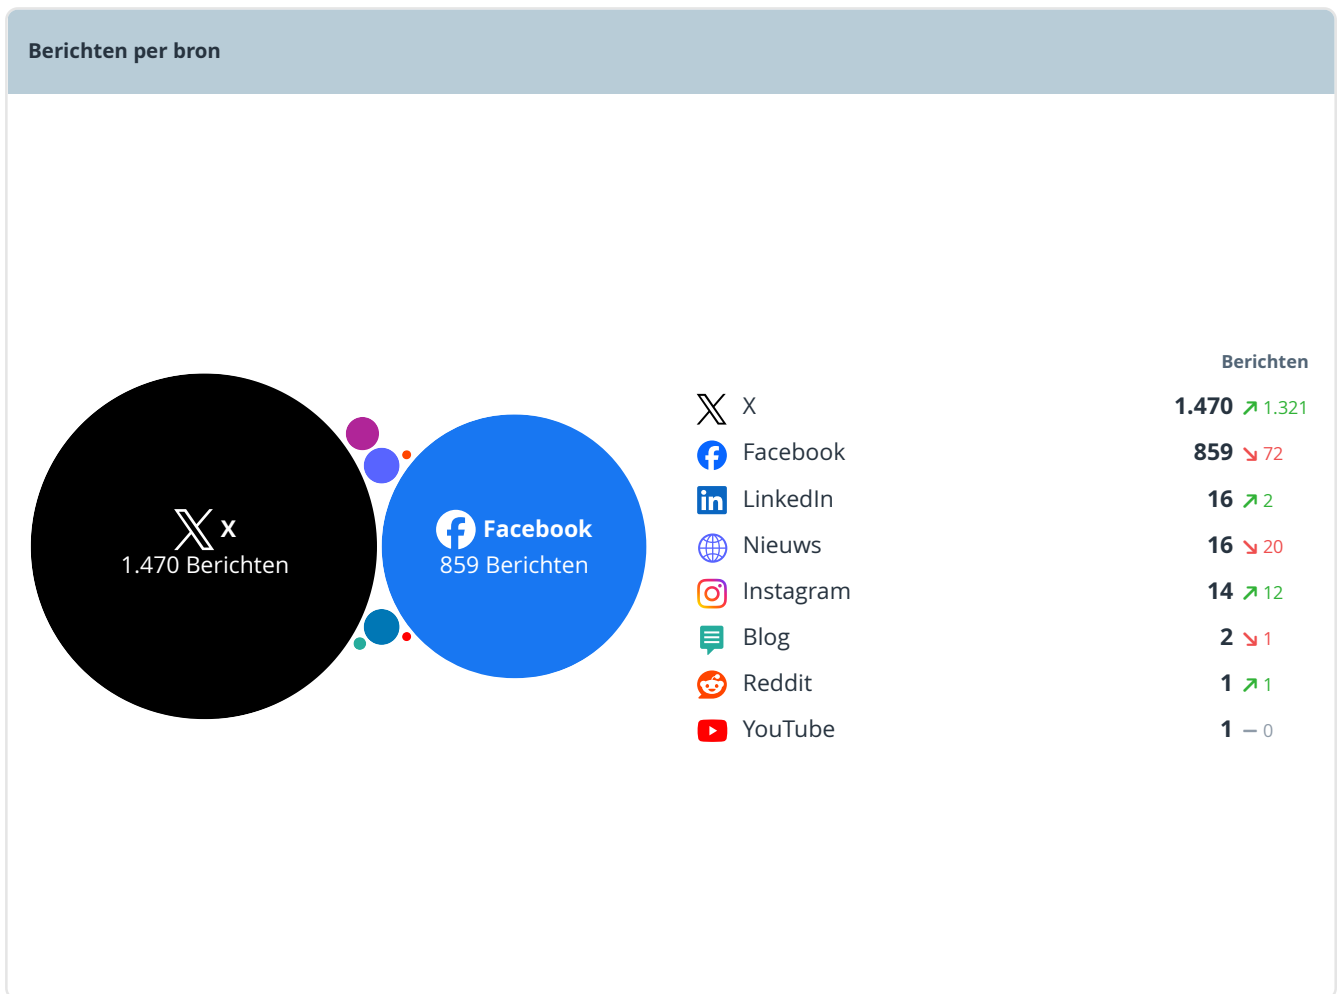 Berichten per bron
X
1.470 Berichten
Facebook
859 Berichten
Berichten
X 1.470 1.321
Facebook 859 72
LinkedIn 16 2
Nieuws 16 20
Instagram 14 12
Blog 2 1
Reddit 1 1
YouTube 1 0